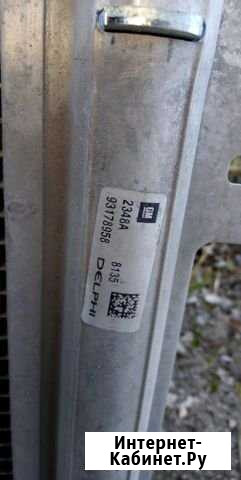 GM
2348A
93178958
8135
DELPHI
Интернет-
Кабинет.Ру